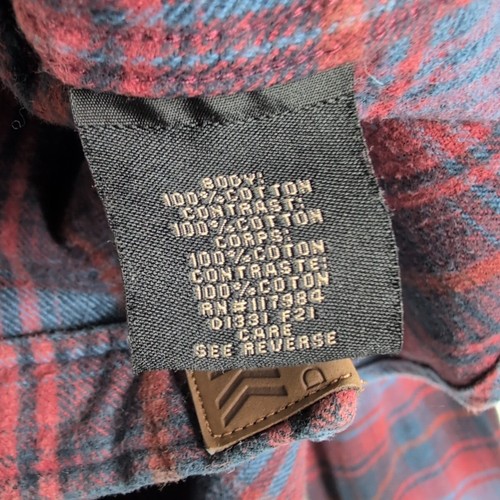 BODY:
100%COTTON
CONTRAST:
100%COTTON
CORPS:
100%COTON
CONTRASTE:
100%COTON
RN#117984
D1331 F21
CARE
SEE REVERSE
D